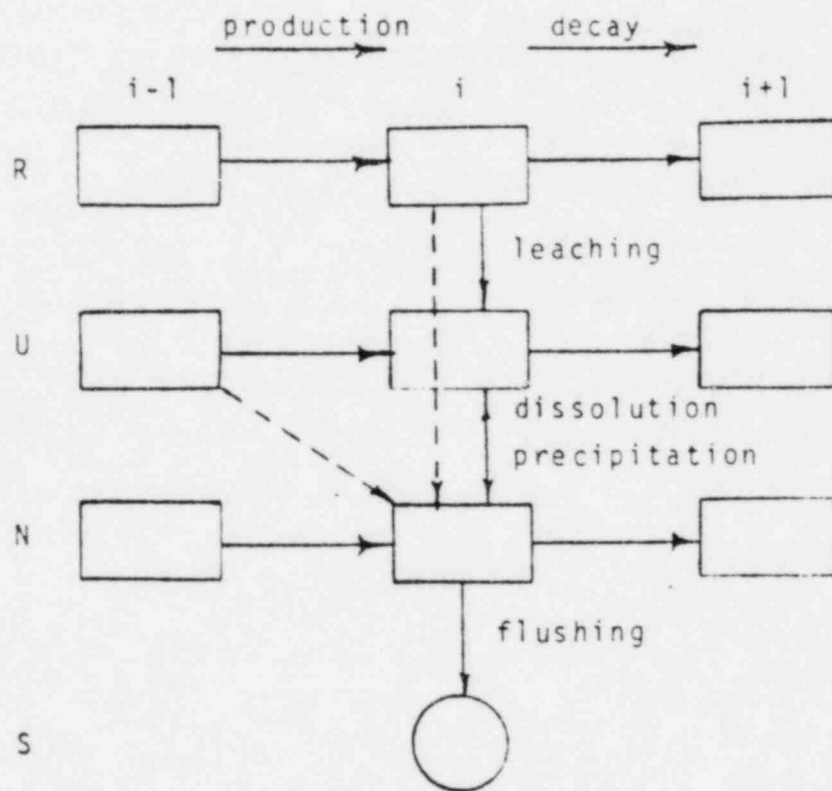 production decay
i-1 i i+1
R
leaching
U
dissolution
precipitation
N
flushing
S